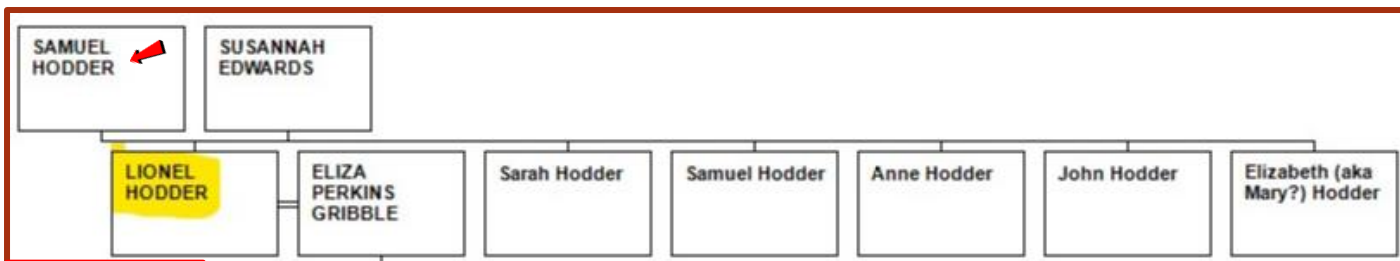 SAMUEL
HODDER
SUSANNAH
EDWARDS
LIONEL
HODDER
ELIZA
PERKINS
GRIBBLE
Sarah Hodder
Samuel Hodder
Anne Hodder
John Hodder
Elizabeth (aka
Mary?) Hodder